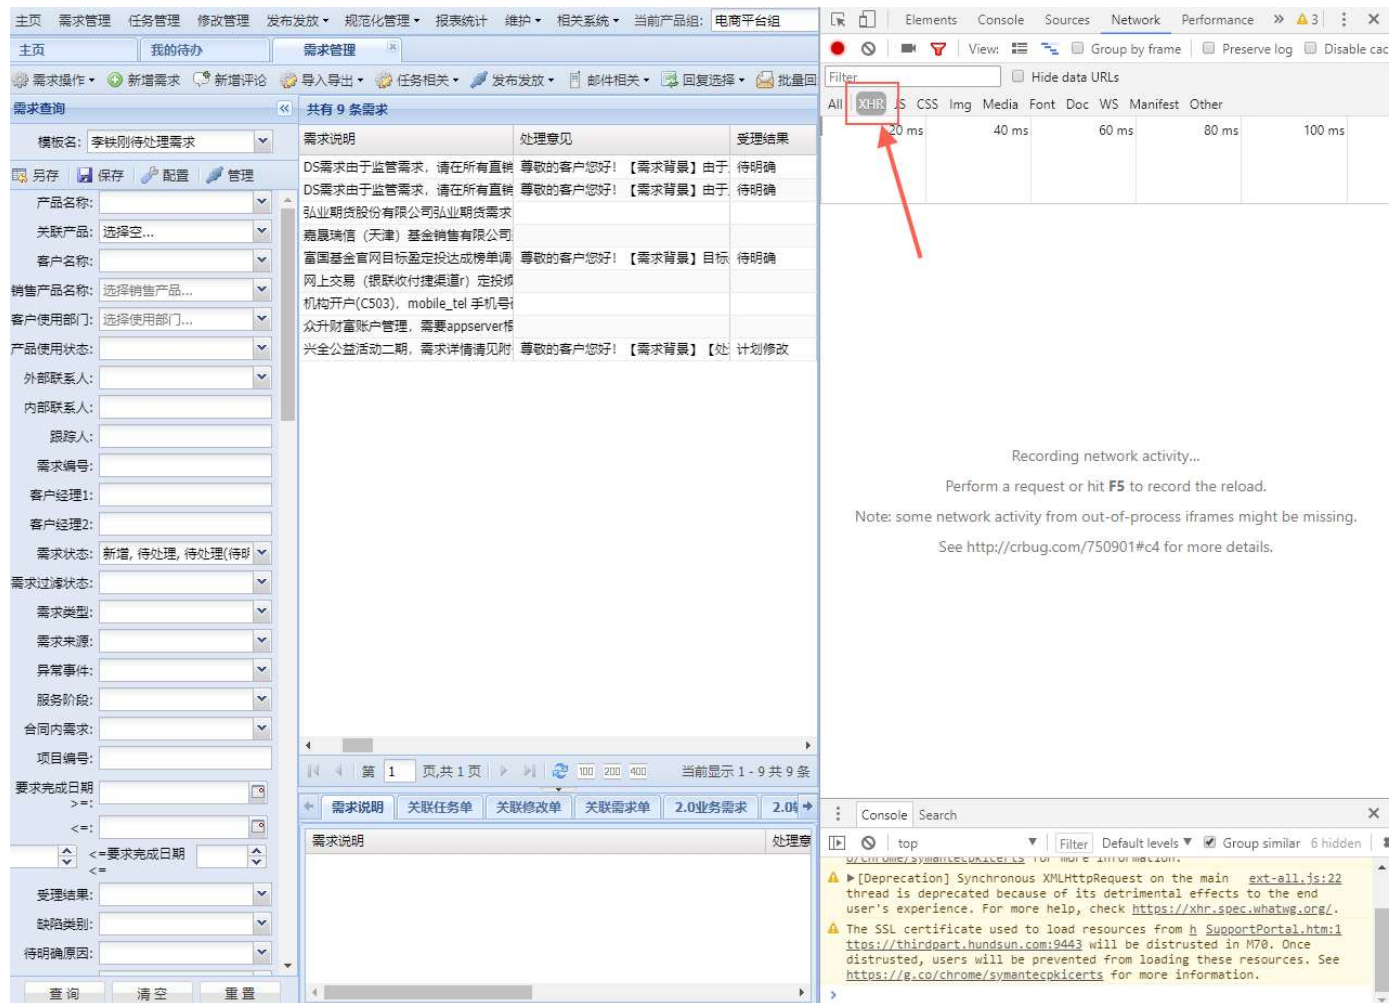 主页 需求管理 任务管理 修改管理 发布发放 规范化管理 报表统计 维护 相关系统 当前产品组: 电商平台组
主页 我的待办 需求管理
需求操作 新增需求 新增评论 导入导出 任务相关 发布发放 邮件相关 回复选择 批量回
需求查询
模板名: 李铁刚待处理需求
另存 保存 配置 管理
产品名称:
关联产品: 选择空...
客户名称:
销售产品名称: 选择销售产品...
客户使用部门: 选择使用部门...
产品使用状态:
外部联系人:
内部联系人:
跟踪人:
需求编号:
客户经理1:
客户经理2:
需求状态: 新增, 待处理, 待处理(待明
需求过滤状态:
需求类型:
需求来源:
异常事件:
服务阶段:
合同内需求:
项目编号:
要求完成日期
>=:
<=:
<=要求完成日期
<=
受理结果:
缺陷类别:
待明确原因:
查询 清空 重置
共有 9 条需求
需求说明 处理意见 受理结果
DS需求由于监管需求, 请在所有直销 尊敬的客户您好! 【需求背景】由于 待明确
DS需求由于监管需求, 请在所有直销 尊敬的客户您好! 【需求背景】由于 待明确
弘业期货股份有限公司弘业期货需求
嘉晟瑞信（天津）基金销售有限公司
富国基金官网目标盈定投达成榜单调 尊敬的客户您好! 【需求背景】目标 待明确
网上交易（银联收付捷渠道r）定投烦
机构开户(C503), mobile_tel 手机号
众升财富账户管理, 需要appserver
兴全公益活动二期, 需求详情请见附 尊敬的客户您好! 【需求背景】【处 计划修改
第 1 页,共 1 页 100 200 400 当前显示 1 - 9 共 9 条
需求说明 关联任务单 关联修改单 关联需求单 2.0业务需求 2.0
需求说明 处理意
Elements Console Sources Network Performance » 3
View: Group by frame Preserve log Disable cac
Filter Hide data URLs
All XHR JS CSS Img Media Font Doc WS Manifest Other
20 ms 40 ms 60 ms 80 ms 100 ms
Recording network activity...
Perform a request or hit F5 to record the reload.
Note: some network activity from out-of-process iframes might be missing.
See http://crbug.com/750901#c4 for more details.
Console Search
top Filter Default levels Group similar 6 hidden
o/chrome/symantecpkicerts for more information.
[Deprecation] Synchronous XMLHttpRequest on the main ext-all.js:22
thread is deprecated because of its detrimental effects to the end
user's experience. For more help, check https://xhr.spec.whatwg.org/.
The SSL certificate used to load resources from h SupportPortal.htm:1
ttps://thirdpart.hundsun.com:9443 will be distrusted in M70. Once
distrusted, users will be prevented from loading these resources. See
https://g.co/chrome/symantecpkicerts for more information.